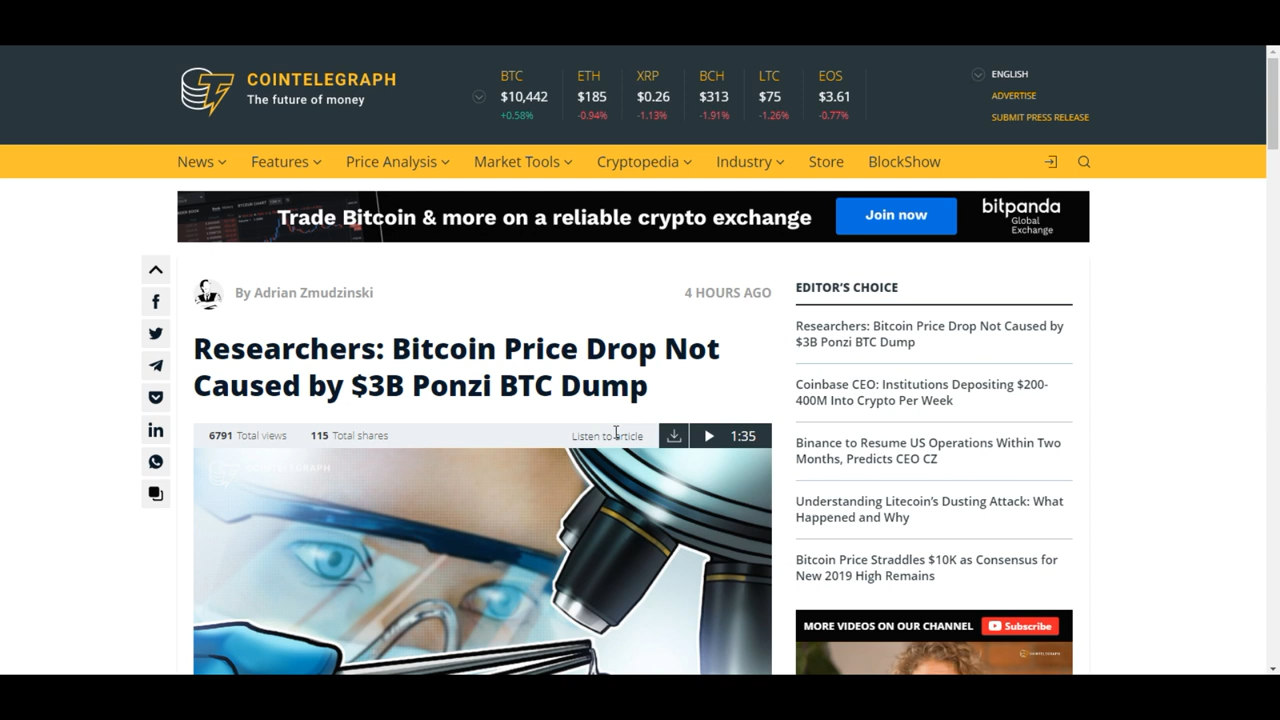 COINTELEGRAPH
The future of money
BTC
$10,442
+0.58%
ETH
$185
-0.94%
XRP
$0.26
-1.13%
BCH
$313
-1.91%
LTC
$75
-1.26%
EOS
$3.61
-0.77%
ENGLISH
ADVERTISE
SUBMIT PRESS RELEASE
News Features Price Analysis Market Tools Cryptopedia Industry Store BlockShow
Trade Bitcoin & more on a reliable crypto exchange
Join now
bitpanda
Global
Exchange
By Adrian Zmudzinski
4 HOURS AGO
Researchers: Bitcoin Price Drop Not
Caused by $3B Ponzi BTC Dump
6791 Total views 115 Total shares
Listen to article
1:35
COINTELEGRAPH
EDITOR'S CHOICE
Researchers: Bitcoin Price Drop Not Caused by
$3B Ponzi BTC Dump
Coinbase CEO: Institutions Depositing $200-
400M Into Crypto Per Week
Binance to Resume US Operations Within Two
Months, Predicts CEO CZ
Understanding Litecoin's Dusting Attack: What
Happened and Why
Bitcoin Price Straddles $10K as Consensus for
New 2019 High Remains
MORE VIDEOS ON OUR CHANNEL
Subscribe
COINTELEGRAPH